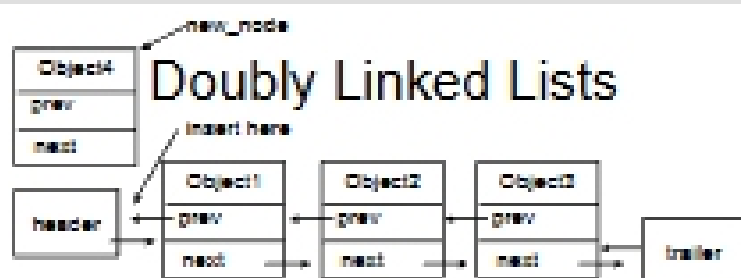 new_node
Object4
Doubly Linked Lists
prev
next
insert here
Object1
Object2
Object3
header
prev
prev
prev
next
next
next
trailer